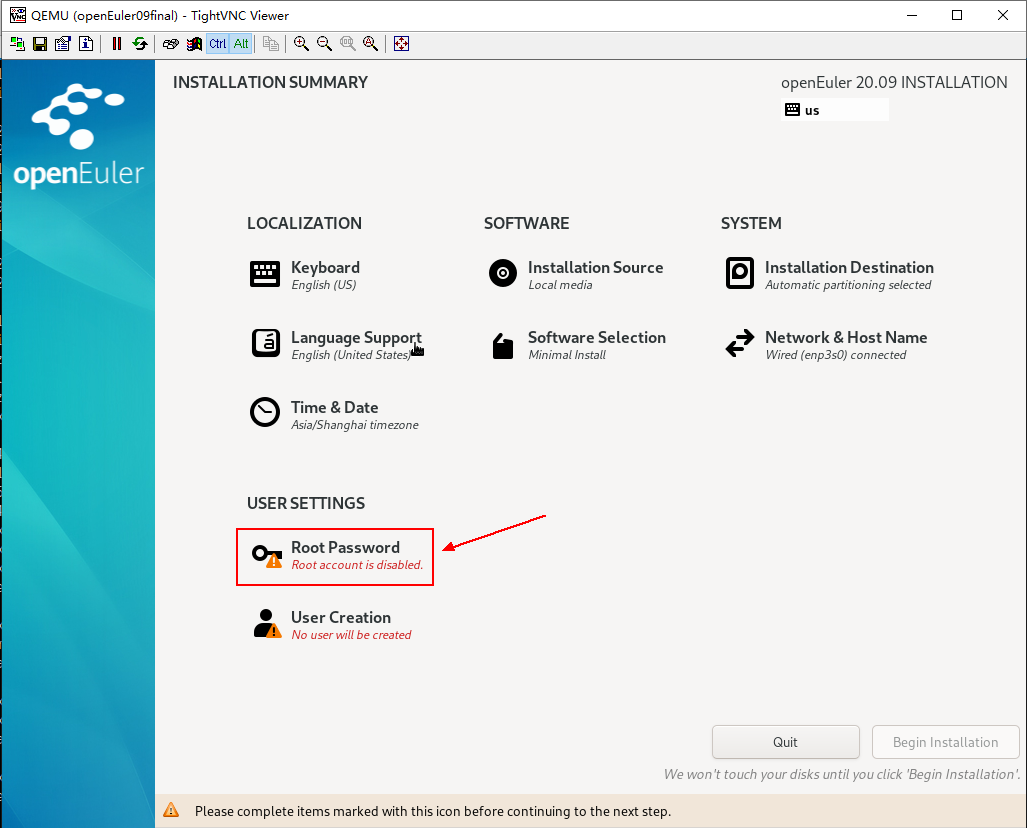 QEMU (openEuler09final) - TightVNC Viewer
Ctrl Alt
openEuler
INSTALLATION SUMMARY
openEuler 20.09 INSTALLATION
us
LOCALIZATION
Keyboard
English (US)
Language Support
English (United States)
Time & Date
Asia/Shanghai timezone
SOFTWARE
Installation Source
Local media
Software Selection
Minimal Install
SYSTEM
Installation Destination
Automatic partitioning selected
Network & Host Name
Wired (enp3s0) connected
USER SETTINGS
Root Password
Root account is disabled.
User Creation
No user will be created
Quit
Begin Installation
We won't touch your disks until you click 'Begin Installation'.
Please complete items marked with this icon before continuing to the next step.